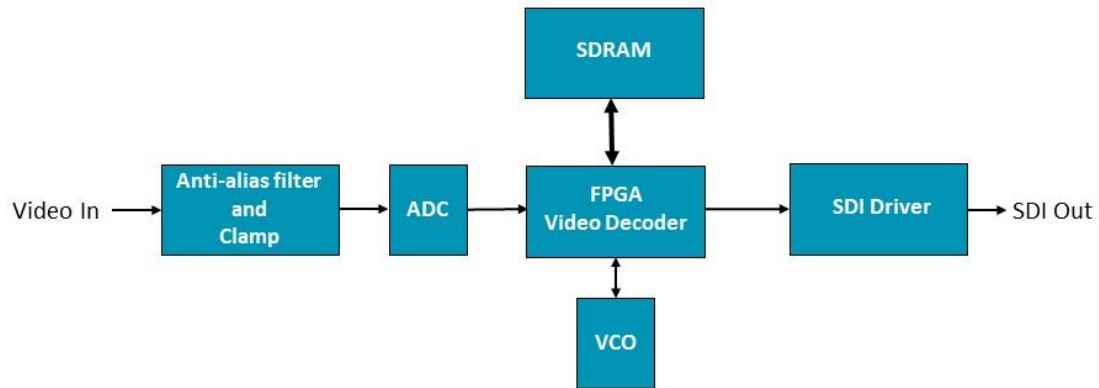 SDRAM
Video In
Anti-alias filter
and
Clamp
ADC
FPGA
Video Decoder
SDI Driver
SDI Out
VCO